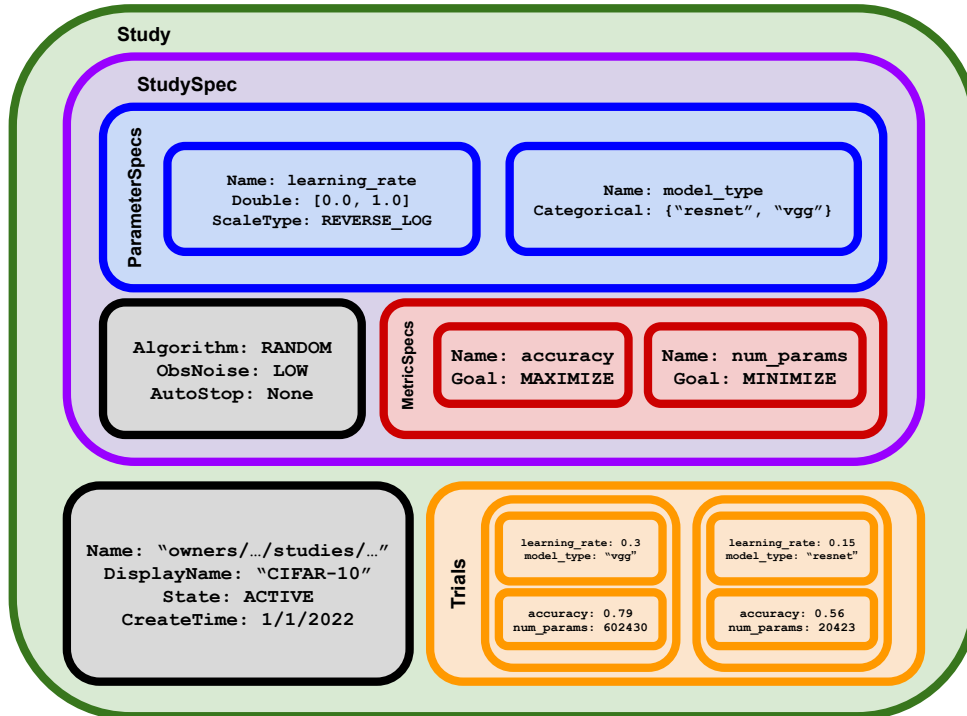 Study
StudySpec
ParameterSpecs
Name: learning_rate
Double: [0.0, 1.0]
ScaleType: REVERSE_LOG
Name: model_type
Categorical: {“resnet”, “vgg”}
Algorithm: RANDOM
ObsNoise: LOW
AutoStop: None
MetricSpecs
Name: accuracy
Goal: MAXIMIZE
Name: num_params
Goal: MINIMIZE
Name: “owners/…/studies/…”
DisplayName: “CIFAR-10”
State: ACTIVE
CreateTime: 1/1/2022
Trials
learning_rate: 0.3
model_type: “vgg”
accuracy: 0.79
num_params: 602430
learning_rate: 0.15
model_type: “resnet”
accuracy: 0.56
num_params: 20423